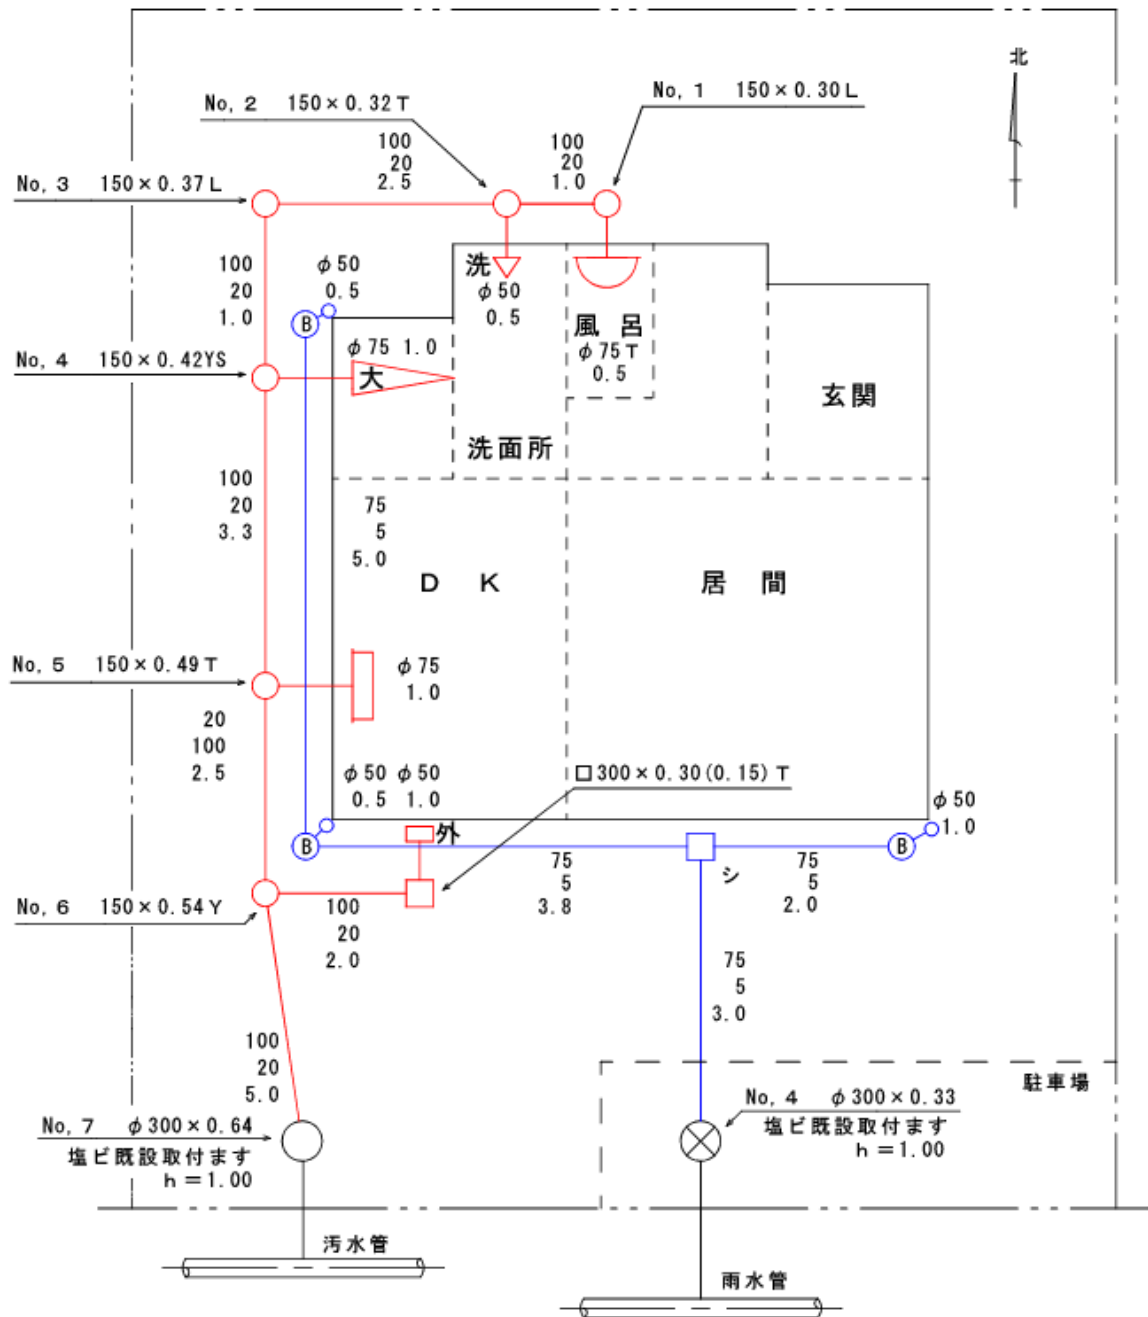 北
No, 1 150×0.30L
No, 2 150×0.32T
100
20
2.5
100
20
1.0
No, 3 150×0.37L
100
20
1.0
φ50
0.5
B
洗
φ50
0.5
風呂
φ75T
0.5
No, 4 150×0.42YS
φ75 1.0
大
洗面所
玄関
100
20
3.3
75
5
5.0
DK
居間
No, 5 150×0.49T
φ75
1.0
20
100
2.5
φ50 φ50
0.5 1.0
□300×0.30(0.15)T
φ50
1.0
B
外
シ
B
75
5
3.8
75
5
2.0
No, 6 150×0.54Y
100
20
2.0
75
5
3.0
100
20
5.0
駐車場
No, 7 φ300×0.64
塩ビ既設取付ます
h=1.00
No, 4 φ300×0.33
塩ビ既設取付ます
h=1.00
汚水管
雨水管